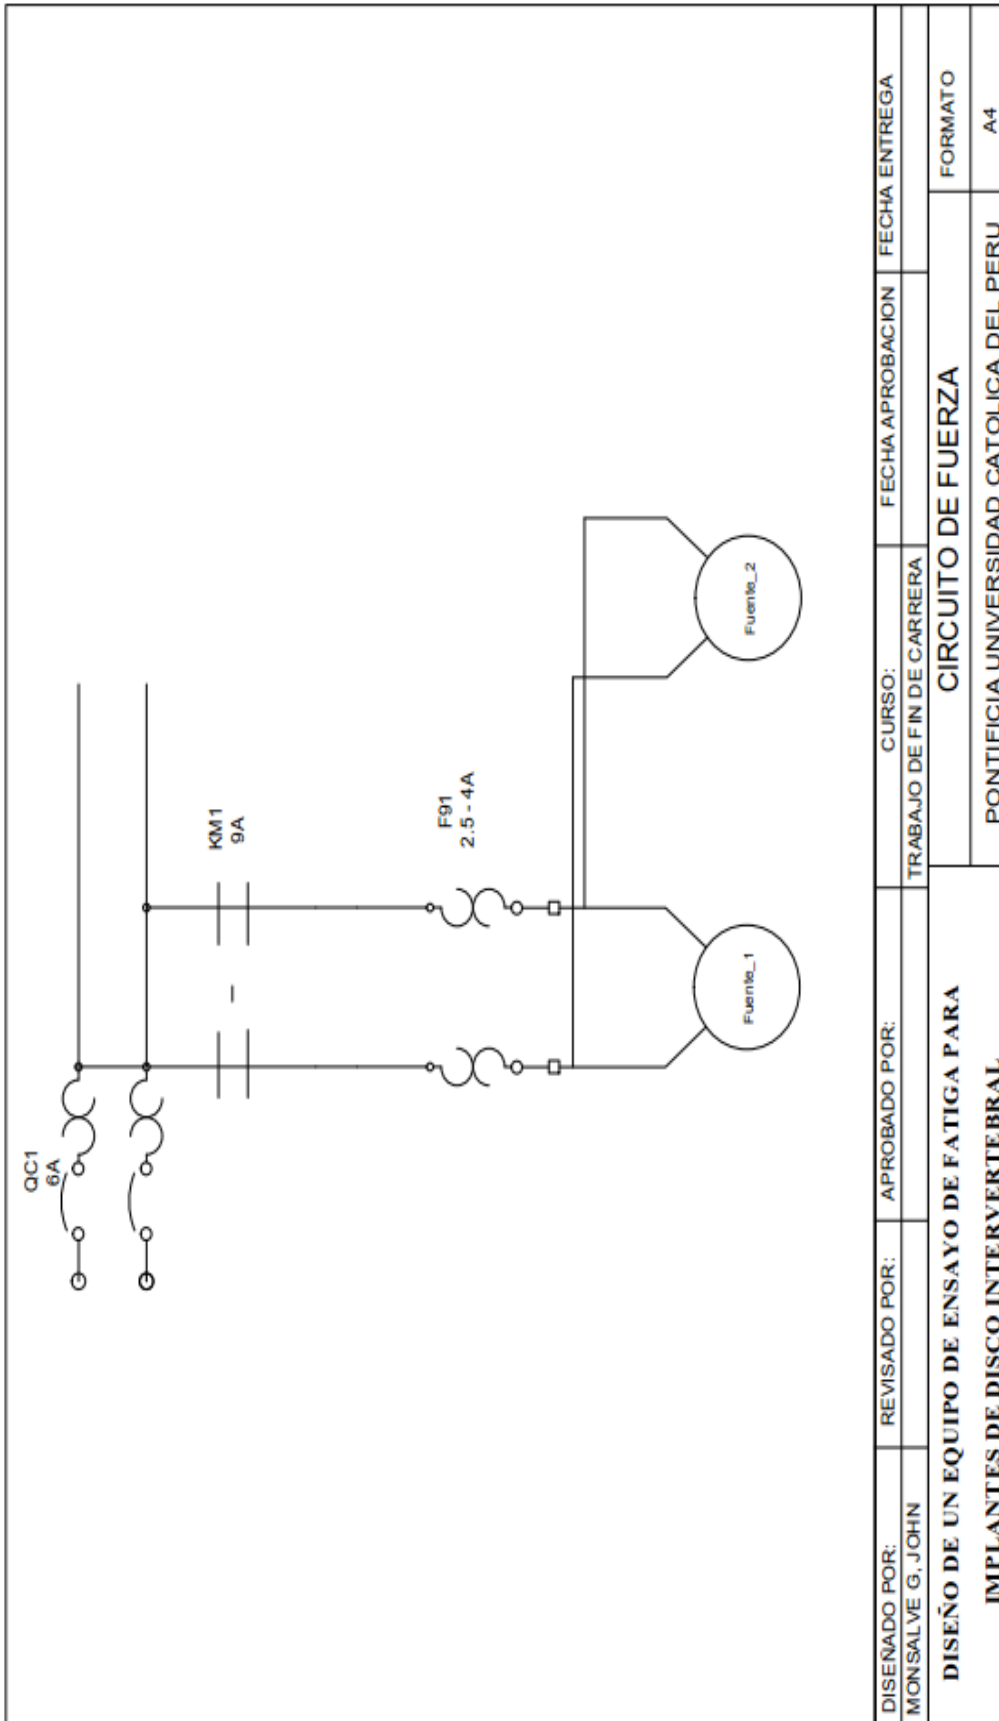 QC1
6A
KM1
9A
F91
2.5 - 4A
Fuente_1
Fuente_2
DISEÑADO POR:
REVISADO POR:
APROBADO POR:
CURSO:
FECHA APROBACION
FECHA ENTREGA
MONSALVE G, JOHN
TRABAJO DE FIN DE CARRERA
DISEÑO DE UN EQUIPO DE ENSAYO DE FATIGA PARA
IMPLANTES DE DISCO INTERVERTEBRAL
CIRCUITO DE FUERZA
FORMATO
PONTIFICIA UNIVERSIDAD CATOLICA DEL PERU
A4